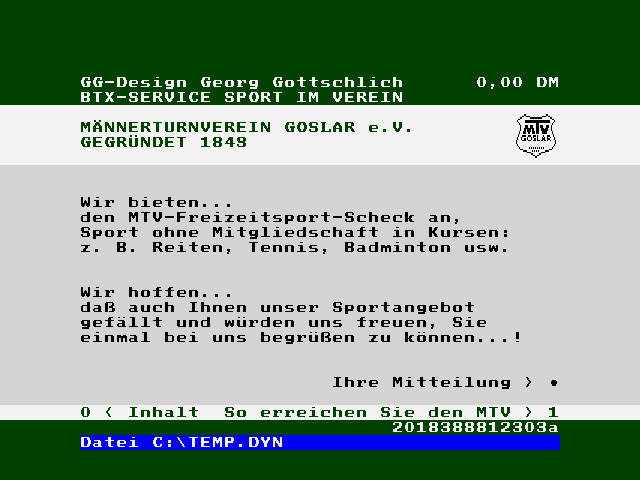 GG-Design Georg Gottschlich 0,00 DM
BTX-SERVICE SPORT IM VEREIN
MÄNNERTURNVEREIN GOSLAR e.V.
GEGRÜNDET 1849
MTV
GOSLAR
Wir bieten...
den MTV-Freizeitsport-Scheck an,
Sport ohne Mitgliedschaft in Kursen:
z. B. Reiten, Tennis, Badminton usw.
Wir hoffen...
daß auch Ihnen unser Sportangebot
gefällt und würden uns freuen, Sie
einmal bei uns begrüßen zu können...!
Ihre Mitteilung > •
0 < Inhalt So erreichen Sie den MTV > 1
2018388812303a
Datei C:\TEMP.DYN